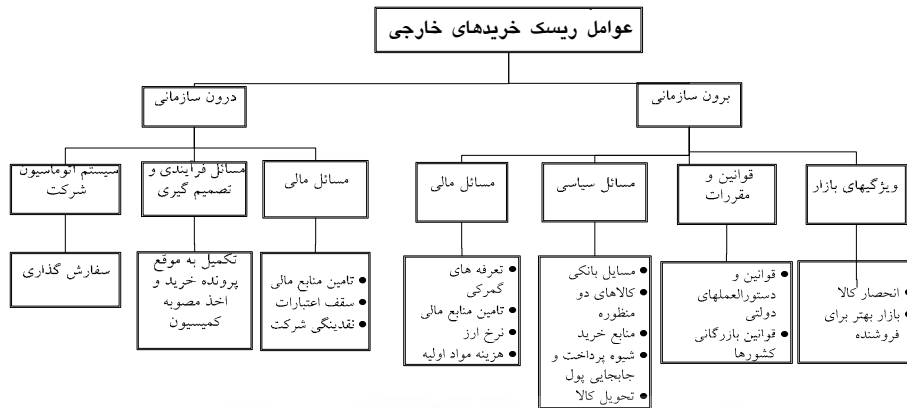 عوامل ریسک خریدهای خارجی
برون سازمانی
درون سازمانی
ویژگیهای بازار
قوانین و
مقررات
مسائل سیاسی
مسائل مالی
مسائل مالی
مسائل فرآیندی و
تصمیم گیری
سیستم اتوماسیون
شرکت
• انحصار کالا
• بازار بهتر برای
فروشنده
• قوانین و
دستورالعملهای
دولتی
• قوانین بازرگانی
کشورها
• مسایل بانکی
• کالاهای دو
منظوره
• منابع خرید
• شیوه پرداخت و
جابجایی پول
• تحویل کالا
• تعرفه های
گمرکی
• تامین منابع مالی
• نرخ ارز
• هزینه مواد اولیه
• تامین منابع مالی
• سقف اعتبارات
• نقدینگی شرکت
تکمیل به موقع
پرونده خرید و
اخذ مصوبه
کمیسیون
سفارش گذاری